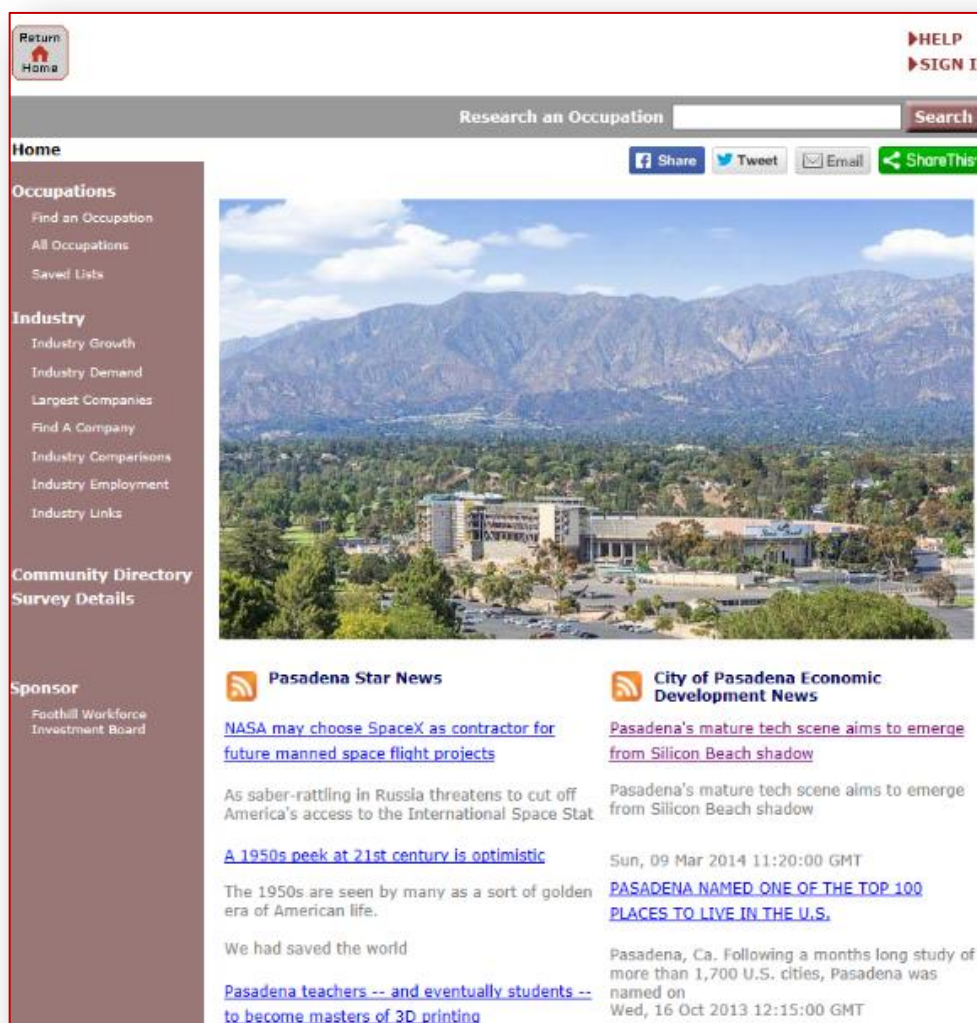 Return
Home
HELP
SIGN I
Research an Occupation
Search
Home
Share
Tweet
Email
ShareThis
Occupations
Find an Occupation
All Occupations
Saved Lists
Industry
Industry Growth
Industry Demand
Largest Companies
Find A Company
Industry Comparisons
Industry Employment
Industry Links
Community Directory
Survey Details
Sponsor
Foothill Workforce
Investment Board
Pasadena Star News
NASA may choose SpaceX as contractor for
future manned space flight projects
As saber-rattling in Russia threatens to cut off
America's access to the International Space Stat
A 1950s peek at 21st century is optimistic
The 1950s are seen by many as a sort of golden
era of American life.
We had saved the world
Pasadena teachers -- and eventually students --
to become masters of 3D printing
City of Pasadena Economic
Development News
Pasadena's mature tech scene aims to emerge
from Silicon Beach shadow
Pasadena's mature tech scene aims to emerge
from Silicon Beach shadow
Sun, 09 Mar 2014 11:20:00 GMT
PASADENA NAMED ONE OF THE TOP 100
PLACES TO LIVE IN THE U.S.
Pasadena, Ca. Following a months long study of
more than 1,700 U.S. cities, Pasadena was
named on
Wed, 16 Oct 2013 12:15:00 GMT